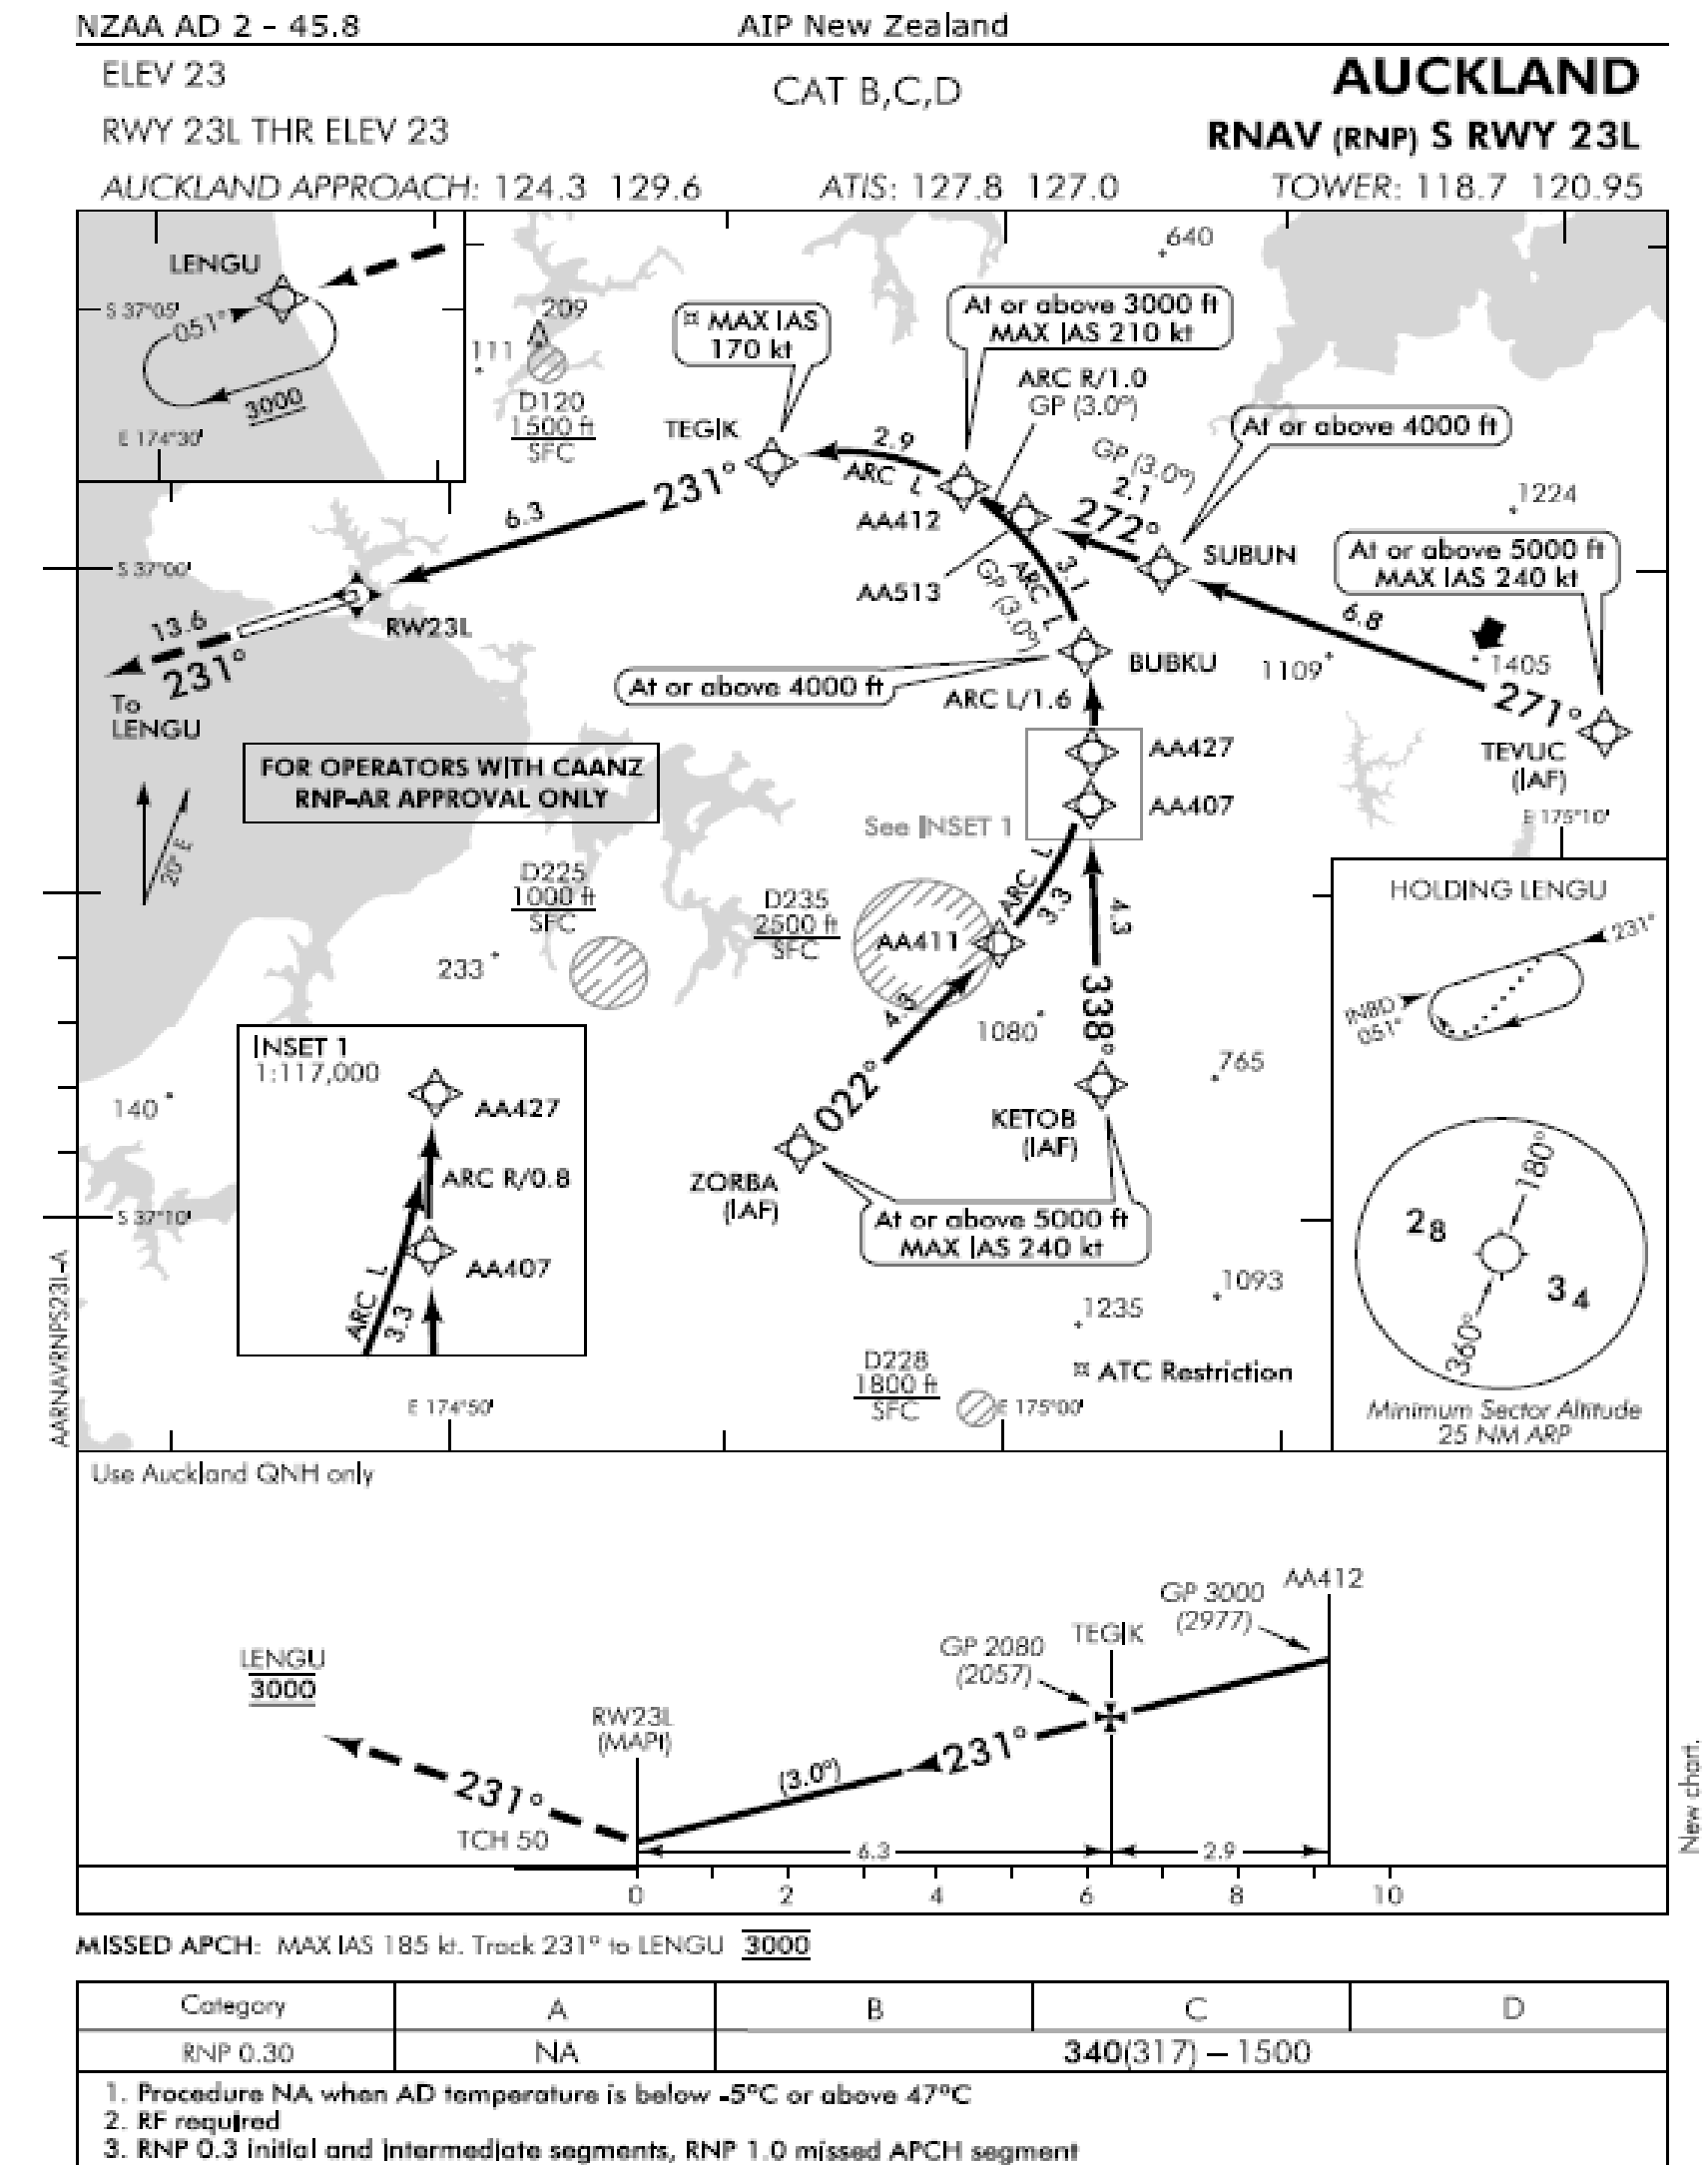 NZAA AD 2 - 45.8
AIP New Zealand
ELEV 23
RWY 23L THR ELEV 23
CAT B,C,D
AUCKLAND
RNAV (RNP) S RWY 23L
AUCKLAND APPROACH: 124.3 129.6
ATIS: 127.8 127.0
TOWER: 118.7 120.95
LENGU
S 37°05'
051°
3000
E 174°30'
209
111
D120
1500 ft
SFC
¤ MAX IAS
170 kt
TEGIK
640
At or above 3000 ft
MAX IAS 210 kt
ARC R/1.0
GP (3.0°)
At or above 4000 ft
GP (3.0°)
2.1
272°
2.9
ARC L
AA412
231°
6.3
1224
SUBUN
At or above 5000 ft
MAX IAS 240 kt
S 37°00'
AA513
3.1
ARC L
GP (3.0°)
RW23L
13.6
231°
To
LENGU
6.8
1109
1405
271°
TEVUC
(IAF)
BUBKU
At or above 4000 ft
ARC L/1.6
AA427
AA407
See INSET 1
FOR OPERATORS WITH CAANZ
RNP-AR APPROVAL ONLY
20° E
E 175°10'
D225
1000 ft
SFC
D235
2500 ft
SFC
AA411
ARC L
3.3
4.3
338°
233
4.3
1080
022°
ZORBA
(IAF)
KETOB
(IAF)
765
At or above 5000 ft
MAX IAS 240 kt
HOLDING LENGU
231°
INBD
051°
INSET 1
1:117,000
AA427
ARC R/0.8
AA407
ARC L
3.3
140
S 37°10'
180°
28
34
360°
Minimum Sector Altitude
25 NM ARP
1093
1235
D228
1800 ft
SFC
¤ ATC Restriction
E 174°50'
E 175°00'
AARNAVRNPS23L-A
Use Auckland QNH only
AA412
GP 3000
(2977)
TEGIK
GP 2080
(2057)
LENGU
3000
RW23L
(MAPt)
231°
(3.0°)
231°
TCH 50
6.3
2.9
0 2 4 6 8 10
New chart.
MISSED APCH: MAX IAS 185 kt. Track 231° to LENGU 3000
Category A B C D
RNP 0.30 NA 340(317) – 1500
1. Procedure NA when AD temperature is below -5°C or above 47°C
2. RF required
3. RNP 0.3 initial and intermediate segments, RNP 1.0 missed APCH segment